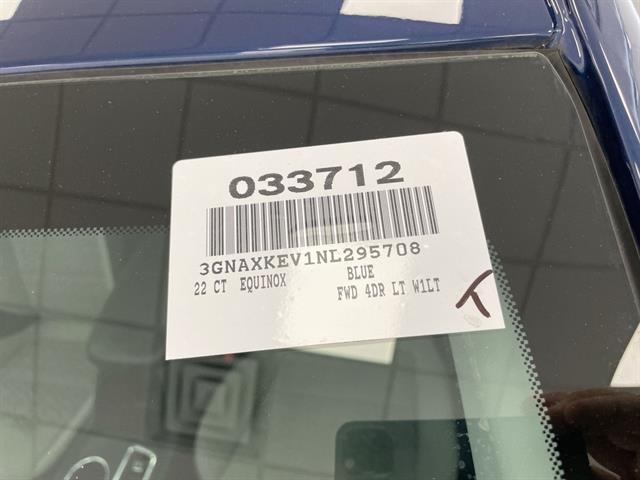 033712
3GNAXKEV1NL295708
22 CT EQUINOX BLUE
FWD 4DR LT W1LT
T